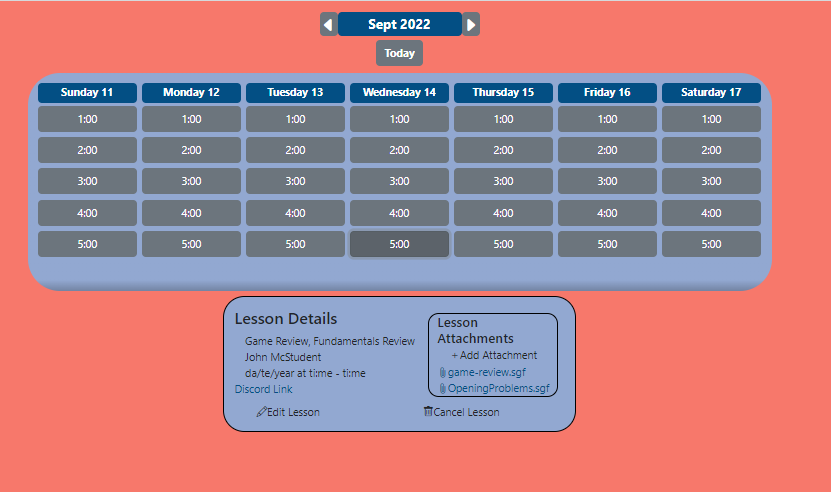 Sept 2022
Today
Sunday 11 Monday 12 Tuesday 13 Wednesday 14 Thursday 15 Friday 16 Saturday 17
1:00 1:00 1:00 1:00 1:00 1:00 1:00
2:00 2:00 2:00 2:00 2:00 2:00 2:00
3:00 3:00 3:00 3:00 3:00 3:00 3:00
4:00 4:00 4:00 4:00 4:00 4:00 4:00
5:00 5:00 5:00 5:00 5:00 5:00 5:00
Lesson Details
Game Review, Fundamentals Review
John McStudent
da/te/year at ti:me - ti:me
Discord Link
Lesson
Attachments
+ Add Attachment
game-review.sgf
OpeningProblems.sgf
Edit Lesson
Cancel Lesson